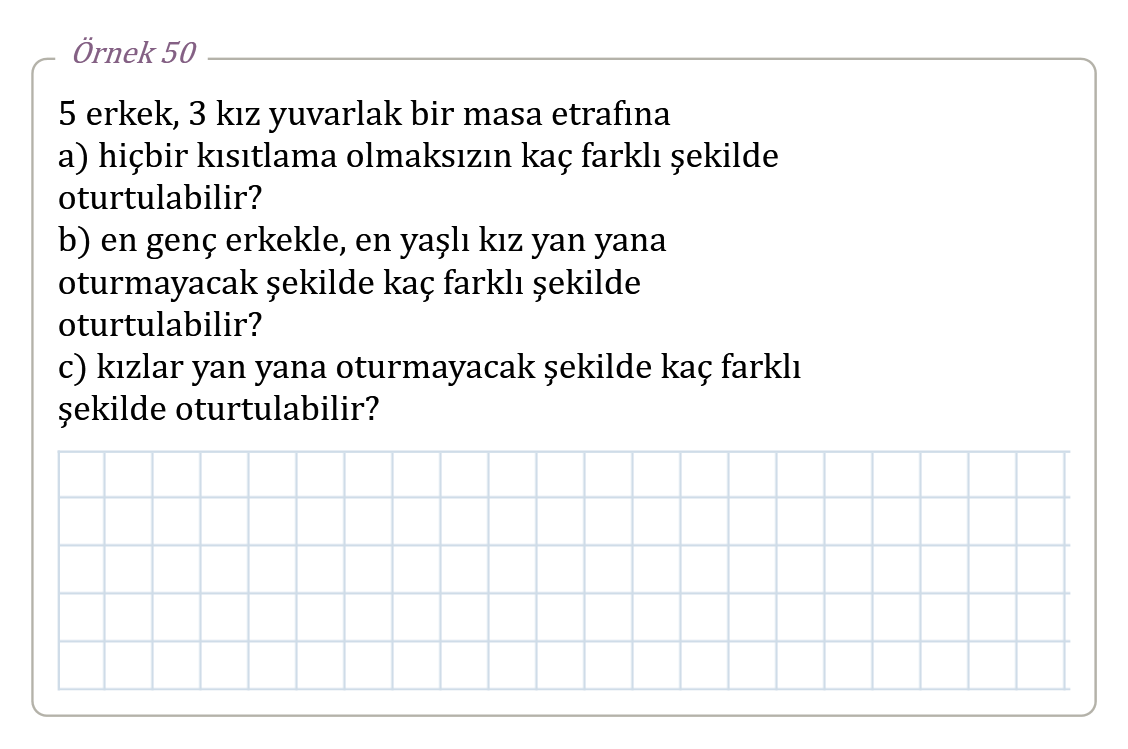 Örnek 50
5 erkek, 3 kız yuvarlak bir masa etrafına
a) hiçbir kısıtlama olmaksızın kaç farklı şekilde
oturtulabilir?
b) en genç erkekle, en yaşlı kız yan yana
oturmayacak şekilde kaç farklı şekilde
oturtulabilir?
c) kızlar yan yana oturmayacak şekilde kaç farklı
şekilde oturtulabilir?